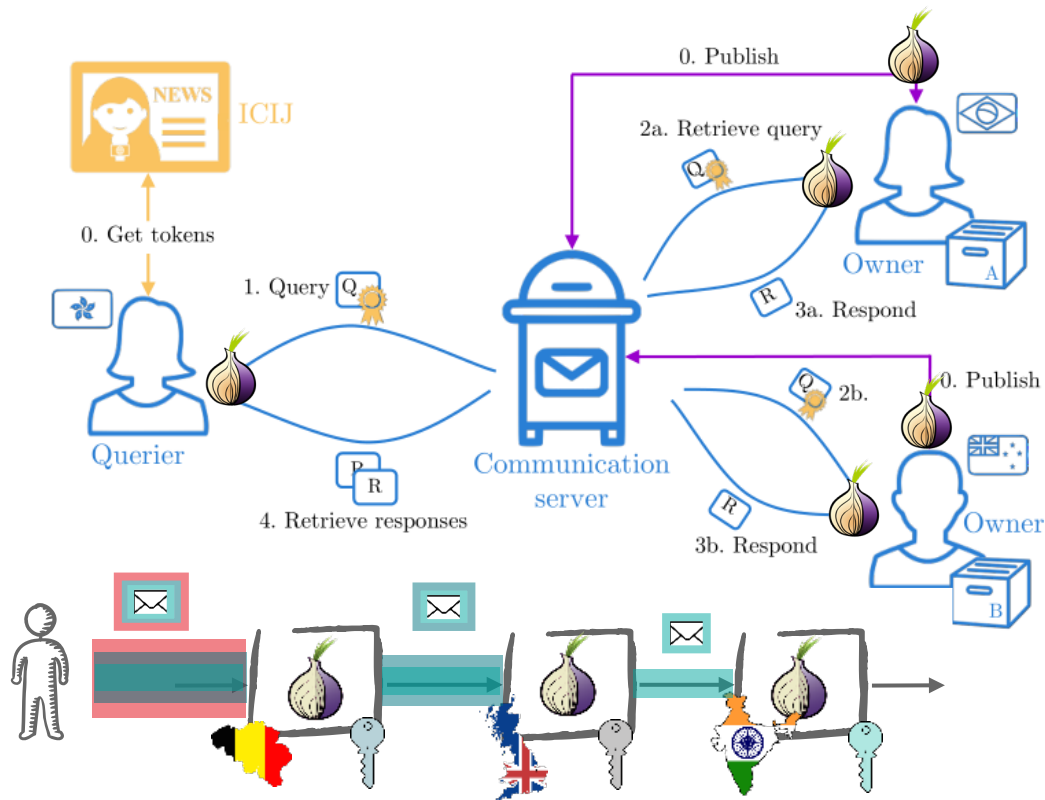 0. Publish
NEWS
ICIJ
2a. Retrieve query
Q
0. Get tokens
Owner
A
1. Query
Q
R
3a. Respond
0. Publish
Q
2b.
Querier
Communication
server
R
R
4. Retrieve responses
R
3b. Respond
Owner
B